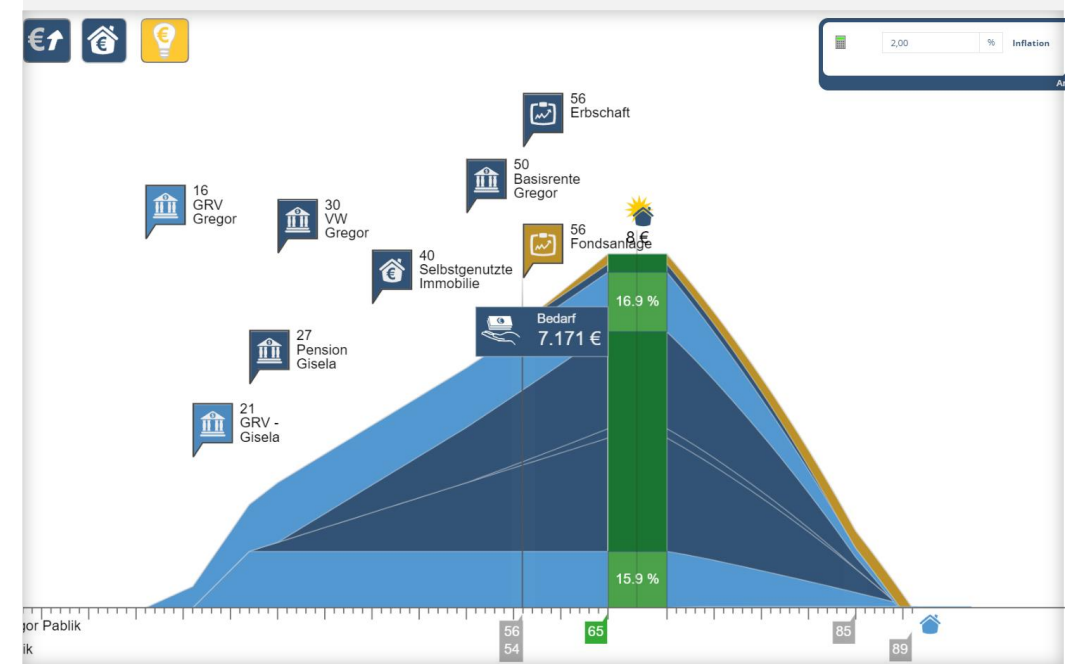 2,00 % Inflation
56
Erbschaft
50
Basisrente
Gregor
16
GRV
Gregor
30
VW
Gregor
56
Fondsanlage
8 €
40
Selbstgenutzte
Immobilie
16.9 %
Bedarf
7.171 €
27
Pension
Gisela
21
GRV -
Gisela
15.9 %
gor Pablik
56
65
85
ik
54
89